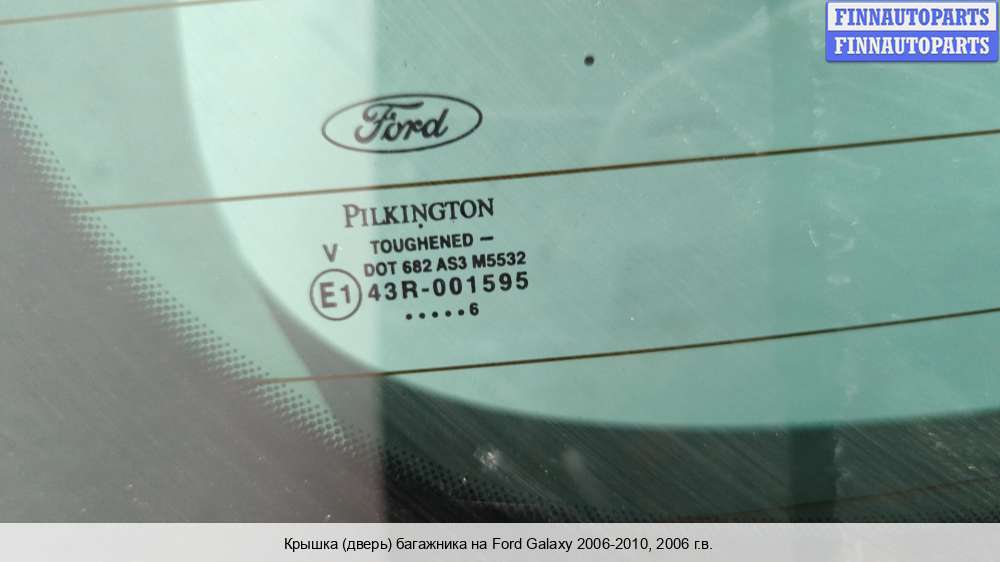 FINNAUTOPARTS
FINNAUTOPARTS
Ford
PILKINGTON
TOUGHENED –
V
DOT 682 AS3 M5532
E1 43R-001595
•••••6
Крышка (дверь) багажника на Ford Galaxy 2006-2010, 2006 г.в.